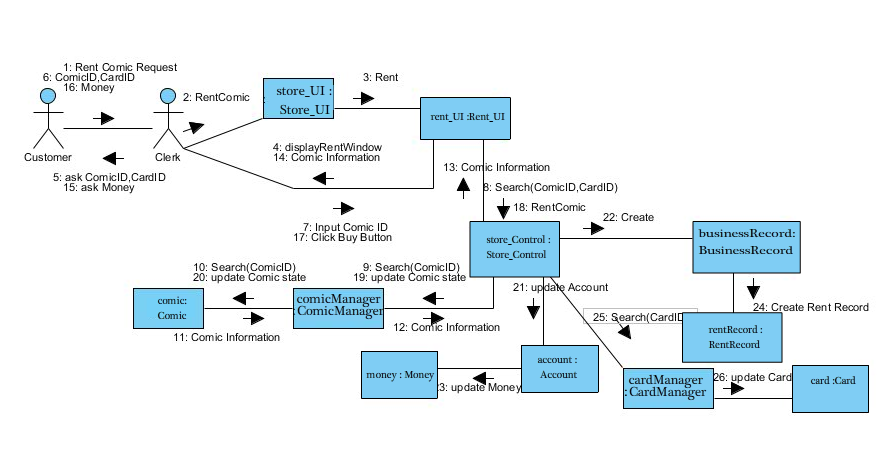 1: Rent Comic Request
6: ComicID,CardID
16: Money
2: RentComic
store_UI :
Store_UI
3: Rent
rent_UI :Rent_UI
Customer
Clerk
4: displayRentWindow
14: Comic Information
5: ask ComicID,CardID
15: ask Money
13: Comic Information
8: Search(ComicID,CardID)
18: RentComic
7: Input Comic ID
17: Click Buy Button
22: Create
store_Control :
Store_Control
businessRecord:
BusinessRecord
10: Search(ComicID)
20: update Comic state
9: Search(ComicID)
19: update Comic state
21: update Account
comic:
Comic
comicManager
:ComicManager
24: Create Rent Record
25: Search(CardID
rentRecord :
RentRecord
11: Comic Information
12: Comic Information
money : Money
account :
Account
23: update Money
cardManager
:CardManager
26: update Card
card :Card